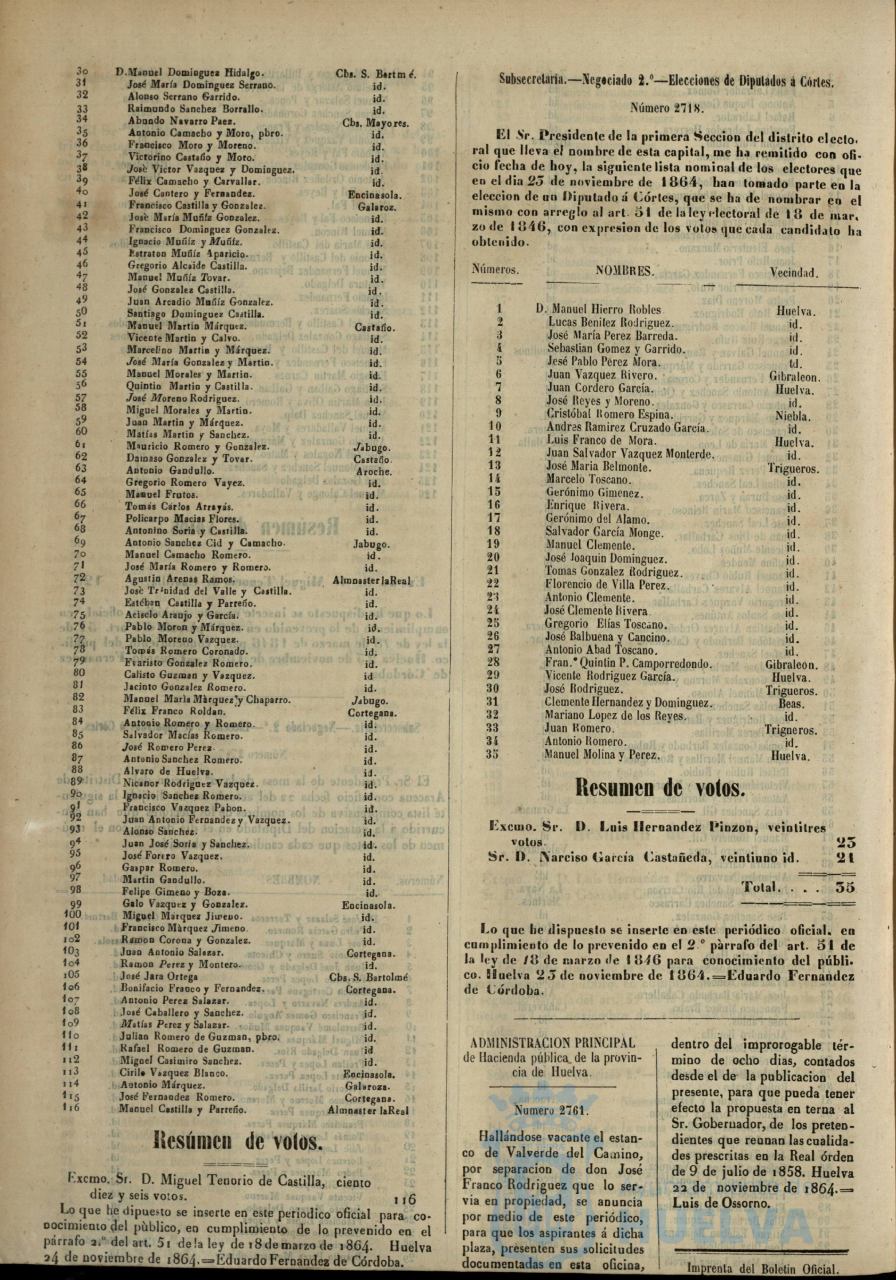 30 D. Manuel Dominguez Hidalgo. Cbs. S. Bartmé.
31 José María Dominguez Serrano. id.
32 Alonso Serrano Garrido. id.
33 Raimundo Sanchez Borrallo. id.
34 Abundo Navarro Paez. Cbs. Mayores.
35 Antonio Camacho y Moro, pbro. id.
36 Francisco Moro y Moreno. id.
37 Victorino Castaño y Moro. id.
38 Josè Victor Vazquez y Dominguez. id.
39 Félix Camacho y Carvallar. id.
40 José Cantero y Fernandez. Encinasola.
41 Francisco Castilla y Gonzalez. Galaroz.
42 Josè María Muñiz Gonzalez. id.
43 Francisco Dominguez Gonzalez. id.
44 Ignacio Muñiz y Muñiz. id.
45 Estraton Muñiz Aparicio. id.
46 Gregorio Alcaide Castilla. id.
47 Manuel Muñiz Tovar. id.
48 José Gonzalez Castilla. id.
49 Juan Arcadio Muñiz Gonzalez. id.
50 Santiago Dominguez Castilla. id.
51 Manuel Martin Márquez. Castaño.
52 Vicente Martin y Calvo. id.
53 Marcelino Martin y Márquez. id.
54 José María Gonzalez y Martin. id.
55 Manuel Morales y Martin. id.
56 Quintin Martin y Castilla. id.
57 José Moreno Rodriguez. id.
58 Miguel Morales y Martin. id.
59 Juan Martin y Márquez. id.
60 Matías Martin y Sanchez. id.
61 Mauricio Romero y Gonzalez. Jabugo.
62 Damaso Gonzalez y Tovar. Castaño.
63 Antonio Gandullo. Aroche.
64 Gregorio Romero Vayez. id.
65 Manuel Frutos. id.
66 Tomás Cárlos Arrayás. id.
67 Policarpo Macías Flores. id.
68 Antonino Soria y Castilla. id.
69 Antonio Sanchez Cid y Camacho. Jabugo.
70 Manuel Camacho Romero. id.
71 José María Romero y Romero. id.
72 Agustin Arenas Ramos. Almnaster la Real
73 Josè Trinidad del Valle y Castilla. id.
74 Estéban Castilla y Parreño. id.
75 Acisclo Araujo y García. id.
76 Pablo Moron y Márquez. id.
77 Pablo Moreno Vazquez. id.
78 Tomás Romero Coronado. id.
79 Evaristo Gonzalez Romero. id.
80 Calisto Guzman y Vazquez. id
81 Jacinto Gonzalez Romero. id.
82 Manuel María Màrquez y Chaparro. Jabugo.
83 Félix Franco Roldan. Cortegana.
84 Antonio Romero y Romero. id.
85 Salvador Macías Romero. id.
86 José Romero Perez. id.
87 Antonio Sanchez Romero. id.
88 Alvaro de Huelva. id.
89 Nicanor Rodriguez Vazquez. id.
90 Ignacio Sanchez Romero. id.
91 Francisco Vazquez Pabon. id.
92 Juan Antonio Fernandez y Vazquez. id.
93 Alonso Sanchez. id.
94 Juan José Soria y Sanchez. id.
95 José Forero Vazquez. id.
96 Gaspar Romero. id.
97 Martin Gandullo. id.
98 Felipe Gimeno y Boza. id.
99 Galo Vazquez y Gonzalez. Encinasola.
100 Miguel Marquez Jimeno. id.
101 Francisco Màrquez Jimeno. id.
102 Ramon Corona y Gonzalez. id.
103 Juan Antonio Salazar. Cortegana.
104 Ramon Perez y Montero. id.
105 José Jara Ortega Cbs. S. Bartolmé
106 Bonifacio Franco y Fernandez. Cortegana.
107 Antonio Perez Salazar. id.
108 José Caballero y Sanchez. id.
109 Matías Perez y Salazar. id.
110 Julian Romero de Guzman, pbro. id.
111 Rafael Romero de Guzman. id
112 Miguel Casimiro Sanchez. id.
113 Cirilo Vazquez Blanco. Encinasola.
114 Antonio Márquez. Galaroza.
115 José Fernandez Romero. Cortegana.
116 Manuel Castilla y Parreño. Almnaster la Real
Resúmen de votos.
Excmo. Sr. D. Miguel Tenorio de Castilla, ciento
diez y seis votos. 116
Lo que he dipuesto se inserte en este periodico oficial para co-
nocimiento del pùblico, en cumplimiento de lo prevenido en el
párrafo 2.º del art. 51 de la ley de 18 de marzo de 1864. Huelva
24 de noviembre de 1864.=Eduardo Fernandez de Córdoba.
Subsecretaría.—Negociado 2.º—Elecciones de Diputados á Córtes.
Número 2718.
El Sr. Presidente de la primera Seccion del distrito electo-
ral que lleva el nombre de esta capital, me ha remitido con ofi-
cio fecha de hoy, la siguiente lista nominal de los electores que
en el dia 23 de noviembre de 1864, han tomado parte en la
eleccion de un Diputado á Córtes, que se ha de nombrar en el
mismo con arreglo al art. 51 de la ley electoral de 18 de mar-
zo de 1846, con expresion de los votos que cada candidato ha
obtenido.
Números. NOMBRES. Vecindad.
1 D. Manuel Hierro Robles Huelva.
2 Lucas Benitez Rodriguez. id.
3 José María Perez Barreda. id.
4 Sebastian Gomez y Garrido. id.
5 Jesé Pablo Pérez Mora. td.
6 Juan Vazquez Rivero. Gibraleon.
7 Juan Cordero García. Huelva.
8 José Reyes y Moreno. id.
9 Cristóbal Romero Espina. Niebla.
10 Andres Ramirez Cruzado García. id.
11 Luis Franco de Mora. Huelva.
12 Juan Salvador Vazquez Monterde. id.
13 José Maria Belmonte. Trigueros.
14 Marcelo Toscano. id.
15 Gerónimo Gimenez. id.
16 Enrique Rivera. id.
17 Gerónimo del Alamo. id.
18 Salvador García Monge. id.
19 Manuel Clemente. id.
20 José Joaquin Dominguez. id.
21 Tomas Gonzalez Rodriguez. id.
22 Florencio de Villa Perez. id.
23 Antonio Clemente. id.
24 José Clemente Rivera id.
25 Gregorio Elías Toscano. id.
26 José Balbuena y Cancino. id.
27 Antonio Abad Toscano. id.
28 Fran.º Quintin P. Camporredondo. Gibraleon.
29 Vicente Rodriguez García. Huelva.
30 José Rodriguez. Trigueros.
31 Clemente Hernandez y Dominguez. Beas.
32 Mariano Lopez de los Reyes. id.
33 Juan Romero. Trigneros.
34 Antonio Romero. id.
35 Manuel Molina y Perez. Huelva.
Resumen de votos.
Excmo. Sr. D. Luis Hernandez Pinzon, veintitres
votos. 23
Sr. D. Narciso García Castañeda, veintiuno id. 21
Total. . . . 35
Lo que he dispuesto se inserte en este periódico oficial, en
cumplimiento de lo prevenido en el 2.º pàrrafo del art. 51 de
la ley de 18 de marzo de 1846 para conocimiento del públi-
co. Huelva 23 de noviembre de 1864.=Eduardo Fernandez
de Córdoba.
ADMINISTRACION PRINCIPAL
de Hacienda pública de la provin-
cia de Huelva.
Numero 2761.
Hallándose vacante el estan-
co de Valverde del Camino,
por separacion de don José
Franco Rodriguez que lo ser-
via en propiedad, se anuncia
por medio de este periódico,
para que los aspirantes á dicha
plaza, presenten sus solicitudes
documentadas en esta oficina,
dentro del improrogable tér-
mino de ocho dias, contados
desde el de la publicacion del
presente, para que pueda tener
efecto la propuesta en terna al
Sr. Gobernador, de los preten-
dientes que reunan las cualida-
des prescritas en la Real órden
de 9 de julio de 1858. Huelva
22 de noviembre de 1864.=
Luis de Ossorno.
HUELVA
Imprenta del Boletin Oficial.